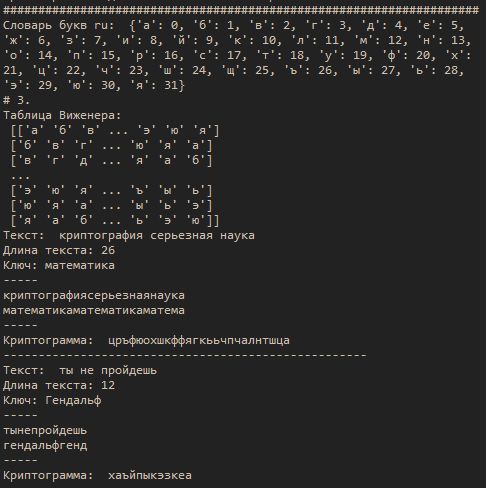 ####################################################################
Словарь букв ru:  {'а': 0, 'б': 1, 'в': 2, 'г': 3, 'д': 4, 'е': 5,
'ж': 6, 'з': 7, 'и': 8, 'й': 9, 'к': 10, 'л': 11, 'м': 12, 'н': 13,
'о': 14, 'п': 15, 'р': 16, 'с': 17, 'т': 18, 'у': 19, 'ф': 20, 'х':
21, 'ц': 22, 'ч': 23, 'ш': 24, 'щ': 25, 'ъ': 26, 'ы': 27, 'ь': 28,
'э': 29, 'ю': 30, 'я': 31}
# 3.
Таблица Виженера:
[['а' 'б' 'в' ... 'э' 'ю' 'я']
['б' 'в' 'г' ... 'ю' 'я' 'а']
['в' 'г' 'д' ... 'я' 'а' 'б']
...
['э' 'ю' 'я' ... 'ъ' 'ы' 'ь']
['ю' 'я' 'а' ... 'ы' 'ь' 'э']
['я' 'а' 'б' ... 'ь' 'э' 'ю']]
Текст:  криптография серьезная наука
Длина текста: 26
Ключ: математика
-----
криптографиясерьезнаянаука
математикаматематикаматема
-----
Криптограмма:  цръфюохшкффягкььчпчалнтшца
----------------------------------------------------
Текст:  ты не пройдешь
Длина текста: 12
Ключ: Гендальф
-----
тынепройдешь
гендальфгенд
-----
Криптограмма:  хаъйпыкэзкеа